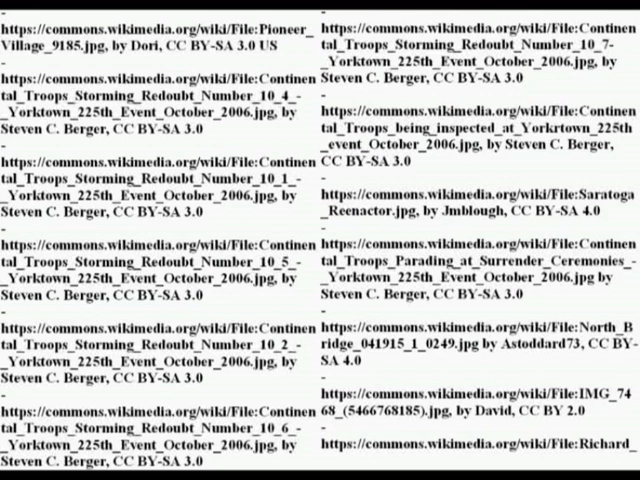 -
https://commons.wikimedia.org/wiki/File:Pioneer_
Village_9185.jpg, by Dori, CC BY-SA 3.0 US
-
https://commons.wikimedia.org/wiki/File:Continen
tal_Troops_Storming_Redoubt_Number_10_4_-
_Yorktown_225th_Event_October_2006.jpg, by
Steven C. Berger, CC BY-SA 3.0
-
https://commons.wikimedia.org/wiki/File:Continen
tal_Troops_Storming_Redoubt_Number_10_1_-
_Yorktown_225th_Event_October_2006.jpg, by
Steven C. Berger, CC BY-SA 3.0
-
https://commons.wikimedia.org/wiki/File:Continen
tal_Troops_Storming_Redoubt_Number_10_5_-
_Yorktown_225th_Event_October_2006.jpg, by
Steven C. Berger, CC BY-SA 3.0
-
https://commons.wikimedia.org/wiki/File:Continen
tal_Troops_Storming_Redoubt_Number_10_2_-
_Yorktown_225th_Event_October_2006.jpg, by
Steven C. Berger, CC BY-SA 3.0
-
https://commons.wikimedia.org/wiki/File:Continen
tal_Troops_Storming_Redoubt_Number_10_6_-
_Yorktown_225th_Event_October_2006.jpg, by
Steven C. Berger, CC BY-SA 3.0
-
https://commons.wikimedia.org/wiki/File:Continen
tal_Troops_Storming_Redoubt_Number_10_7-
_Yorktown_225th_Event_October_2006.jpg, by
Steven C. Berger, CC BY-SA 3.0
-
https://commons.wikimedia.org/wiki/File:Continen
tal_Troops_being_inspected_at_Yorkrtown_225th
_event_October_2006.jpg, by Steven C. Berger,
CC BY-SA 3.0
-
https://commons.wikimedia.org/wiki/File:Saratoga
_Reenactor.jpg, by Jmblough, CC BY-SA 4.0
-
https://commons.wikimedia.org/wiki/File:Continen
tal_Troops_Parading_at_Surrender_Ceremonies_-
_Yorktown_225th_Event_October_2006.jpg by
Steven C. Berger, CC BY-SA 3.0
-
https://commons.wikimedia.org/wiki/File:North_B
ridge_041915_1_0249.jpg by Astoddard73, CC BY-
SA 4.0
-
https://commons.wikimedia.org/wiki/File:IMG_74
68_(5466768185).jpg, by David, CC BY 2.0
-
https://commons.wikimedia.org/wiki/File:Richard_